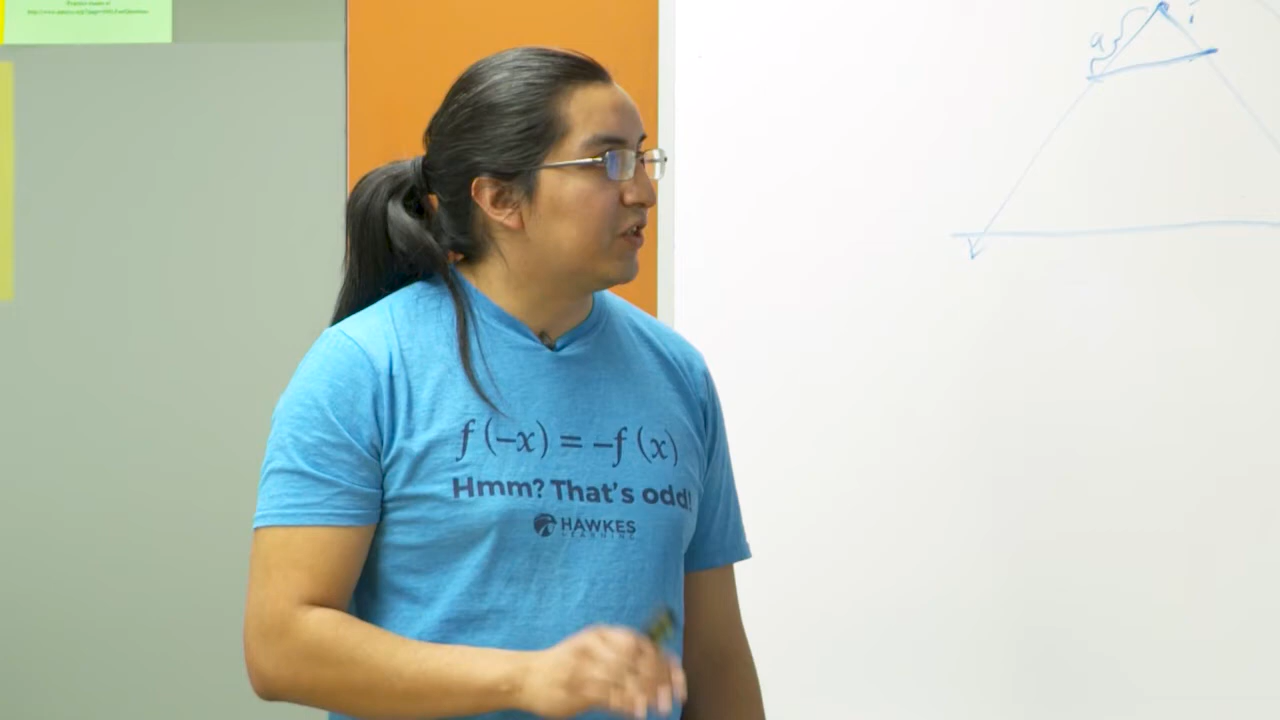 a
f(-x) = -f(x)
Hmm? That's odd!
HAWKES
LEARNING